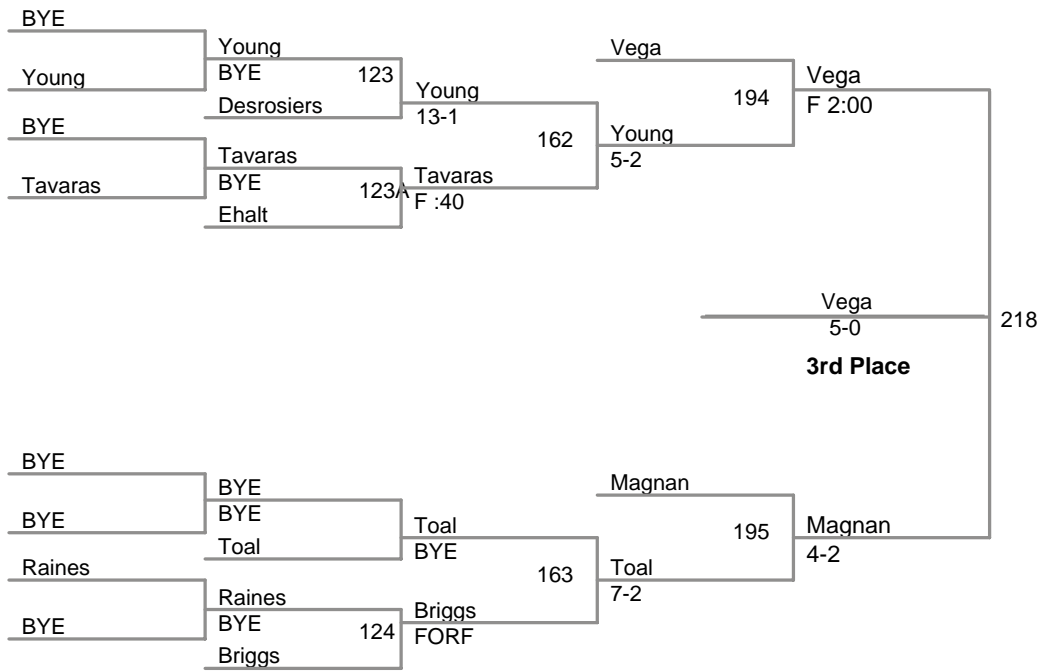 BYE
Young
BYE
Tavaras
Young
BYE
Desrosiers
123
Tavaras
BYE
Ehalt
123A
Young
13-1
Tavaras
F :40
162
Vega
Young
5-2
194
Vega
F 2:00
Vega
5-0
3rd Place
218
BYE
BYE
Raines
BYE
BYE
BYE
Toal
Raines
BYE
Briggs
124
Toal
BYE
Briggs
FORF
163
Magnan
Toal
7-2
195
Magnan
4-2